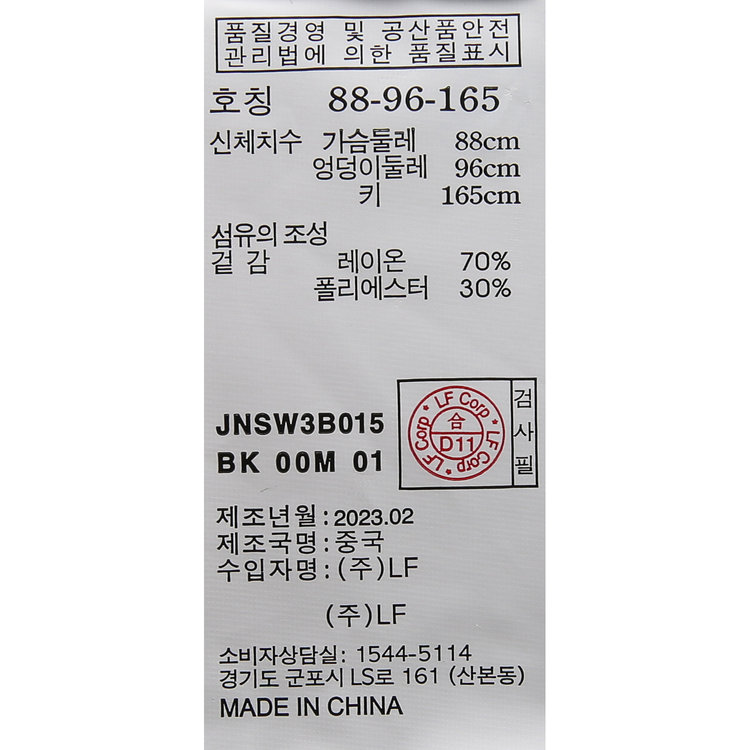 품질경영 및 공산품안전
관리법에 의한 품질표시
호칭 88-96-165
신체치수 가슴둘레 88cm
엉덩이둘레 96cm
키 165cm
섬유의 조성
겉 감 레이온 70%
폴리에스터 30%
JNSW3B015
BK 00M 01
LF Corp LF Corp LF Corp
合
D11
검사필
제조년월 : 2023.02
제조국명 : 중국
수입자명 : (주)LF
(주)LF
소비자상담실: 1544-5114
경기도 군포시 LS로 161 (산본동)
MADE IN CHINA